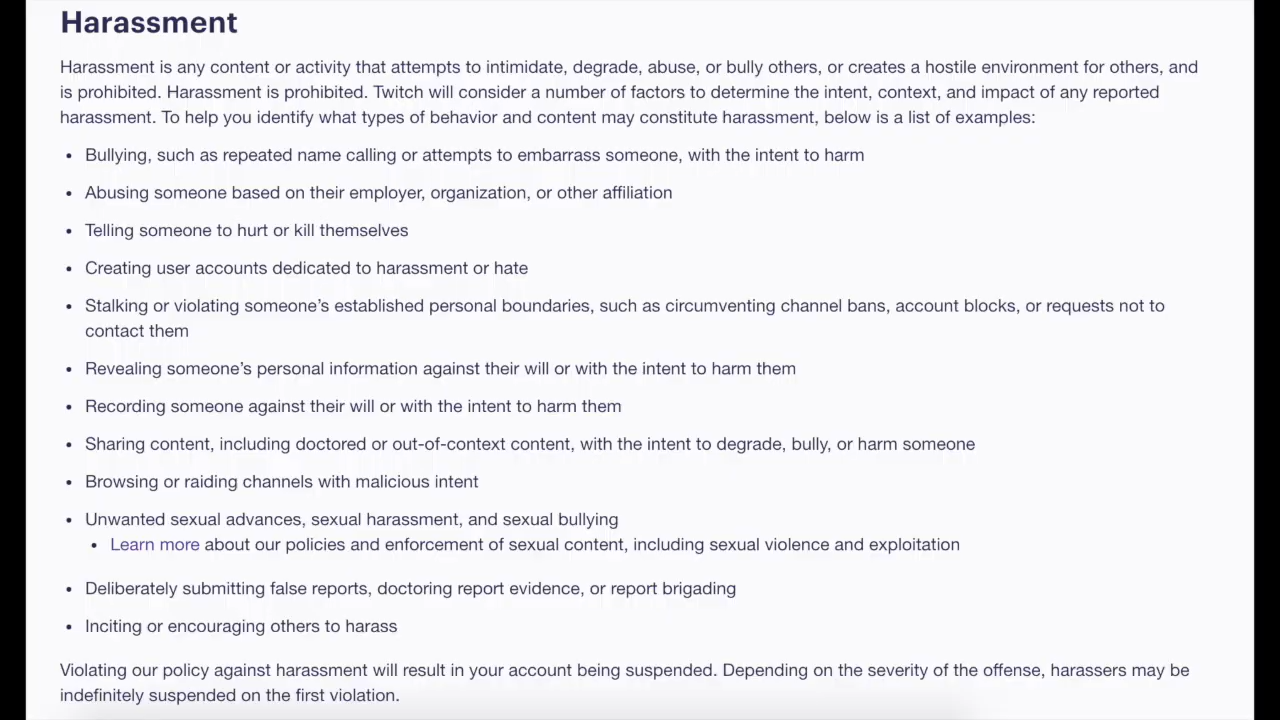 Harassment
Harassment is any content or activity that attempts to intimidate, degrade, abuse, or bully others, or creates a hostile environment for others, and
is prohibited. Harassment is prohibited. Twitch will consider a number of factors to determine the intent, context, and impact of any reported
harassment. To help you identify what types of behavior and content may constitute harassment, below is a list of examples:
• Bullying, such as repeated name calling or attempts to embarrass someone, with the intent to harm
• Abusing someone based on their employer, organization, or other affiliation
• Telling someone to hurt or kill themselves
• Creating user accounts dedicated to harassment or hate
• Stalking or violating someone’s established personal boundaries, such as circumventing channel bans, account blocks, or requests not to
contact them
• Revealing someone’s personal information against their will or with the intent to harm them
• Recording someone against their will or with the intent to harm them
• Sharing content, including doctored or out-of-context content, with the intent to degrade, bully, or harm someone
• Browsing or raiding channels with malicious intent
• Unwanted sexual advances, sexual harassment, and sexual bullying
• Learn more about our policies and enforcement of sexual content, including sexual violence and exploitation
• Deliberately submitting false reports, doctoring report evidence, or report brigading
• Inciting or encouraging others to harass
Violating our policy against harassment will result in your account being suspended. Depending on the severity of the offense, harassers may be
indefinitely suspended on the first violation.